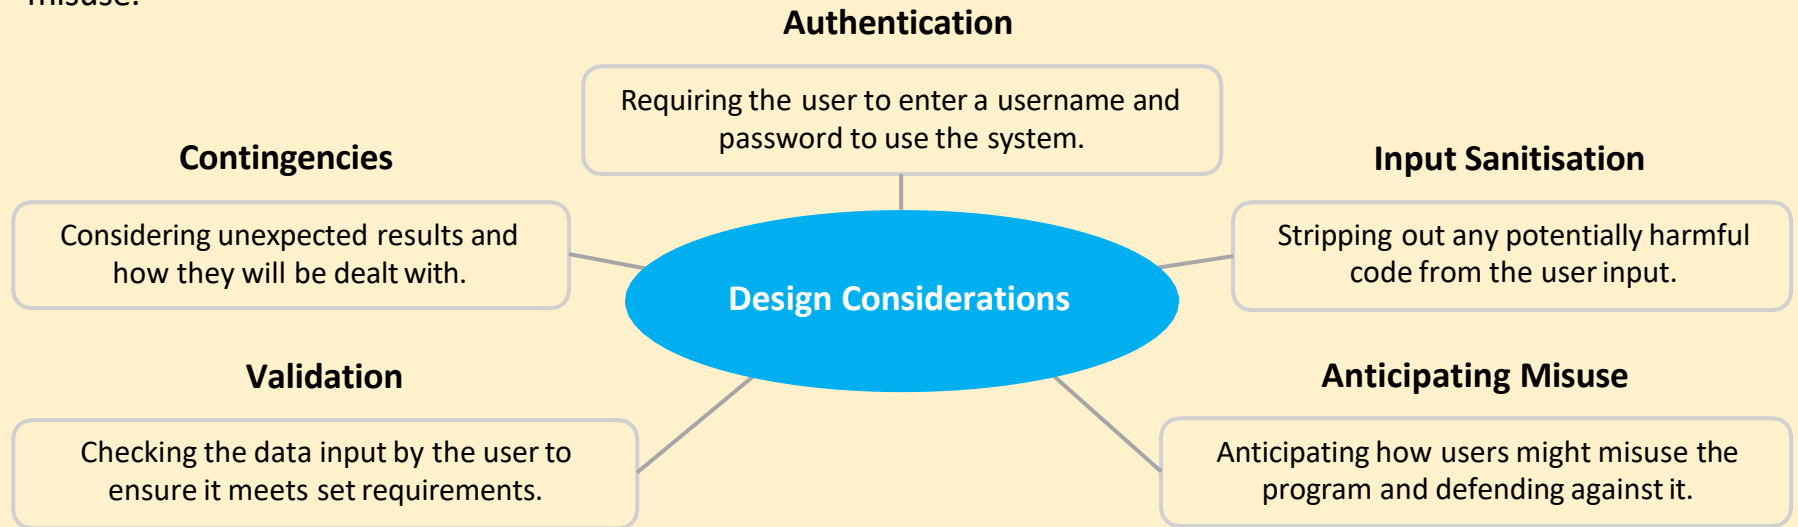 misuse.
Authentication
Requiring the user to enter a username and
password to use the system.
Contingencies
Considering unexpected results and
how they will be dealt with.
Input Sanitisation
Stripping out any potentially harmful
code from the user input.
Design Considerations
Validation
Checking the data input by the user to
ensure it meets set requirements.
Anticipating Misuse
Anticipating how users might misuse the
program and defending against it.